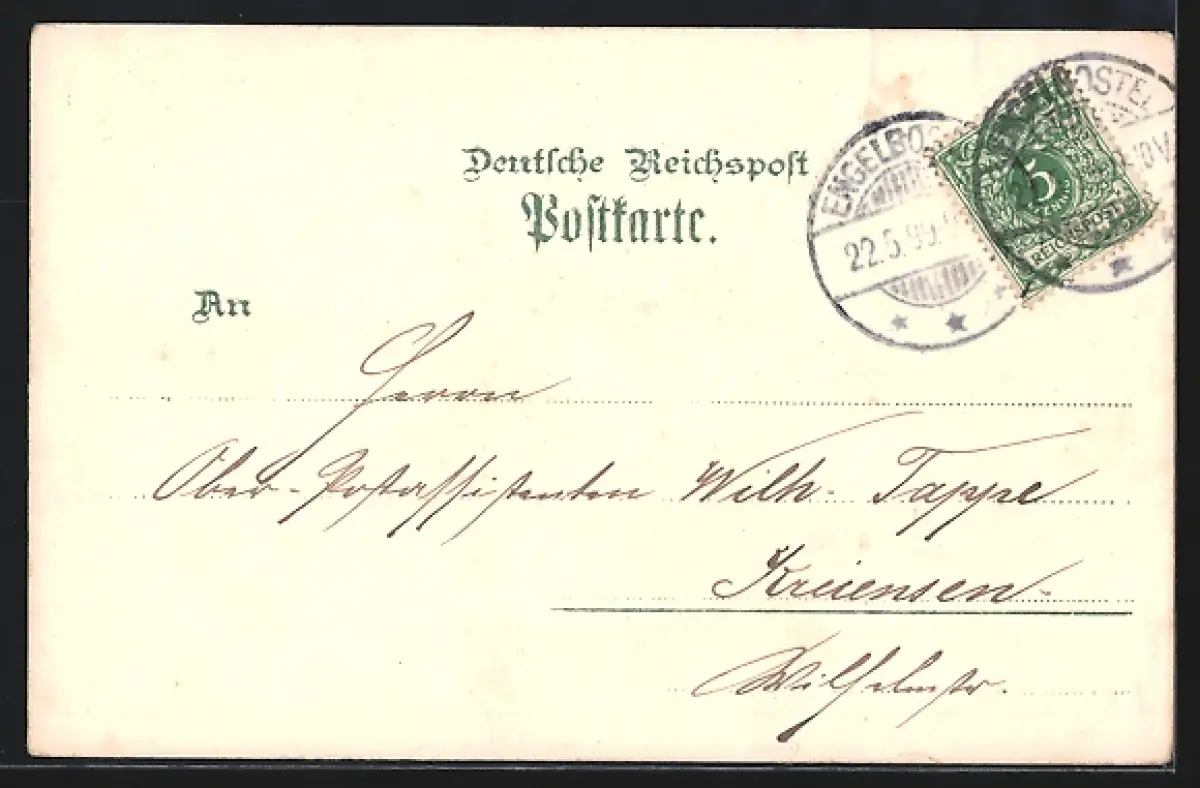 Deutsche Reichspost
Postkarte.
ENGELBOSTEL
22.5.99.
5
REICHSPOST
An
Herrn
Ober-Postassistenten Wilh. Tappe
Kreiensen
Wilhelmstr.